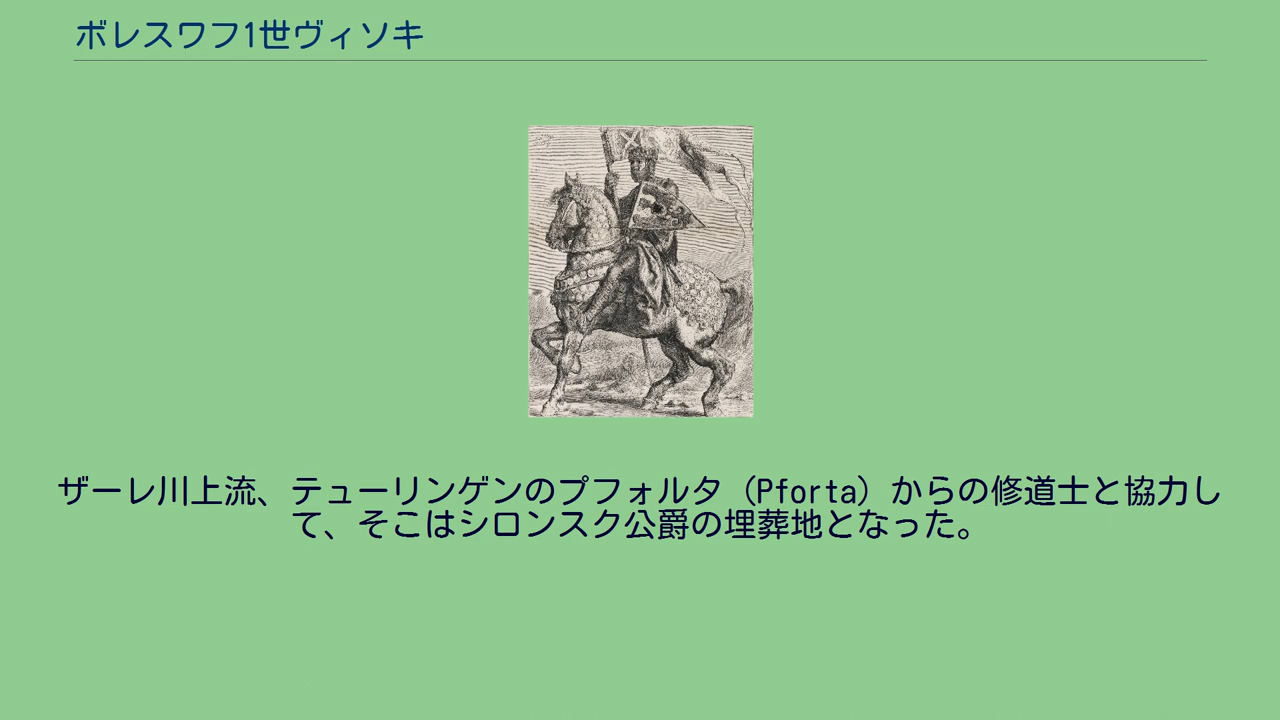 ボレスワフ1世ヴィソキ
ザーレ川上流、テューリンゲンのプフォルタ（Pforta）からの修道士と協力し
て、そこはシロンスク公爵の埋葬地となった。